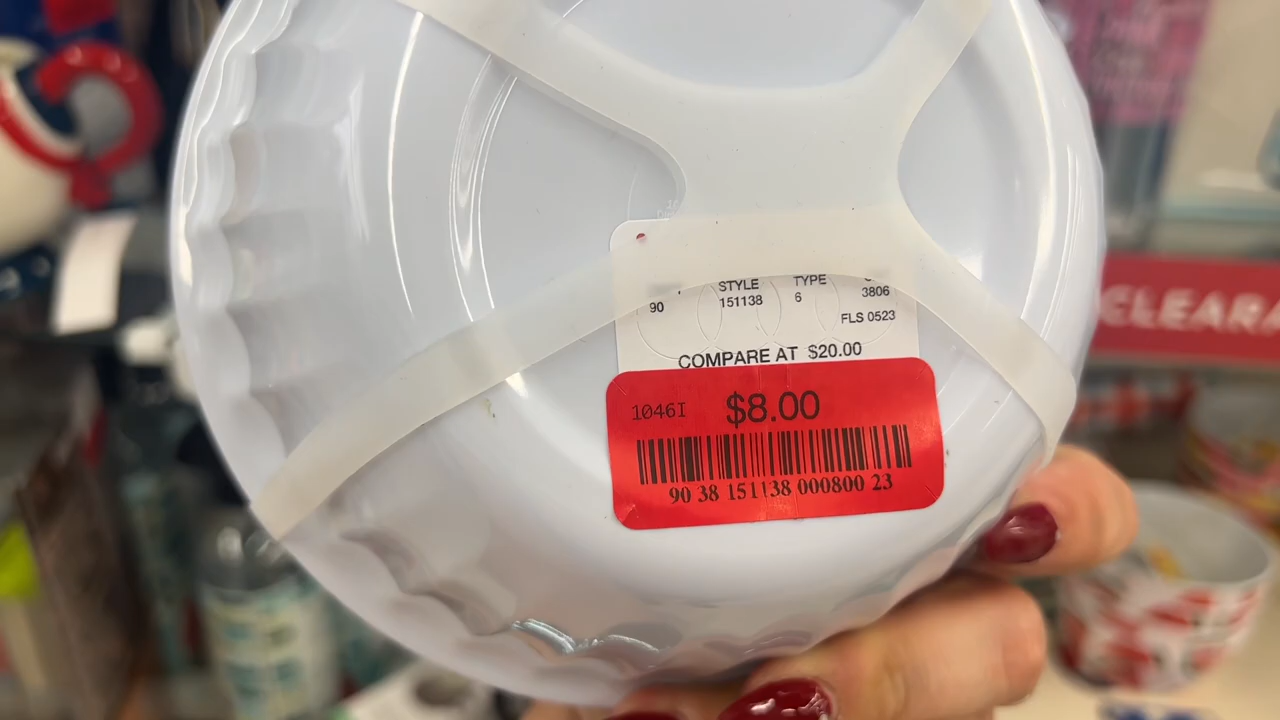 STYLE TYPE
90 151138 6 3806
FLS 0523
COMPARE AT $20.00
1046I $8.00
90 38 151138 000800 23
CLEARA